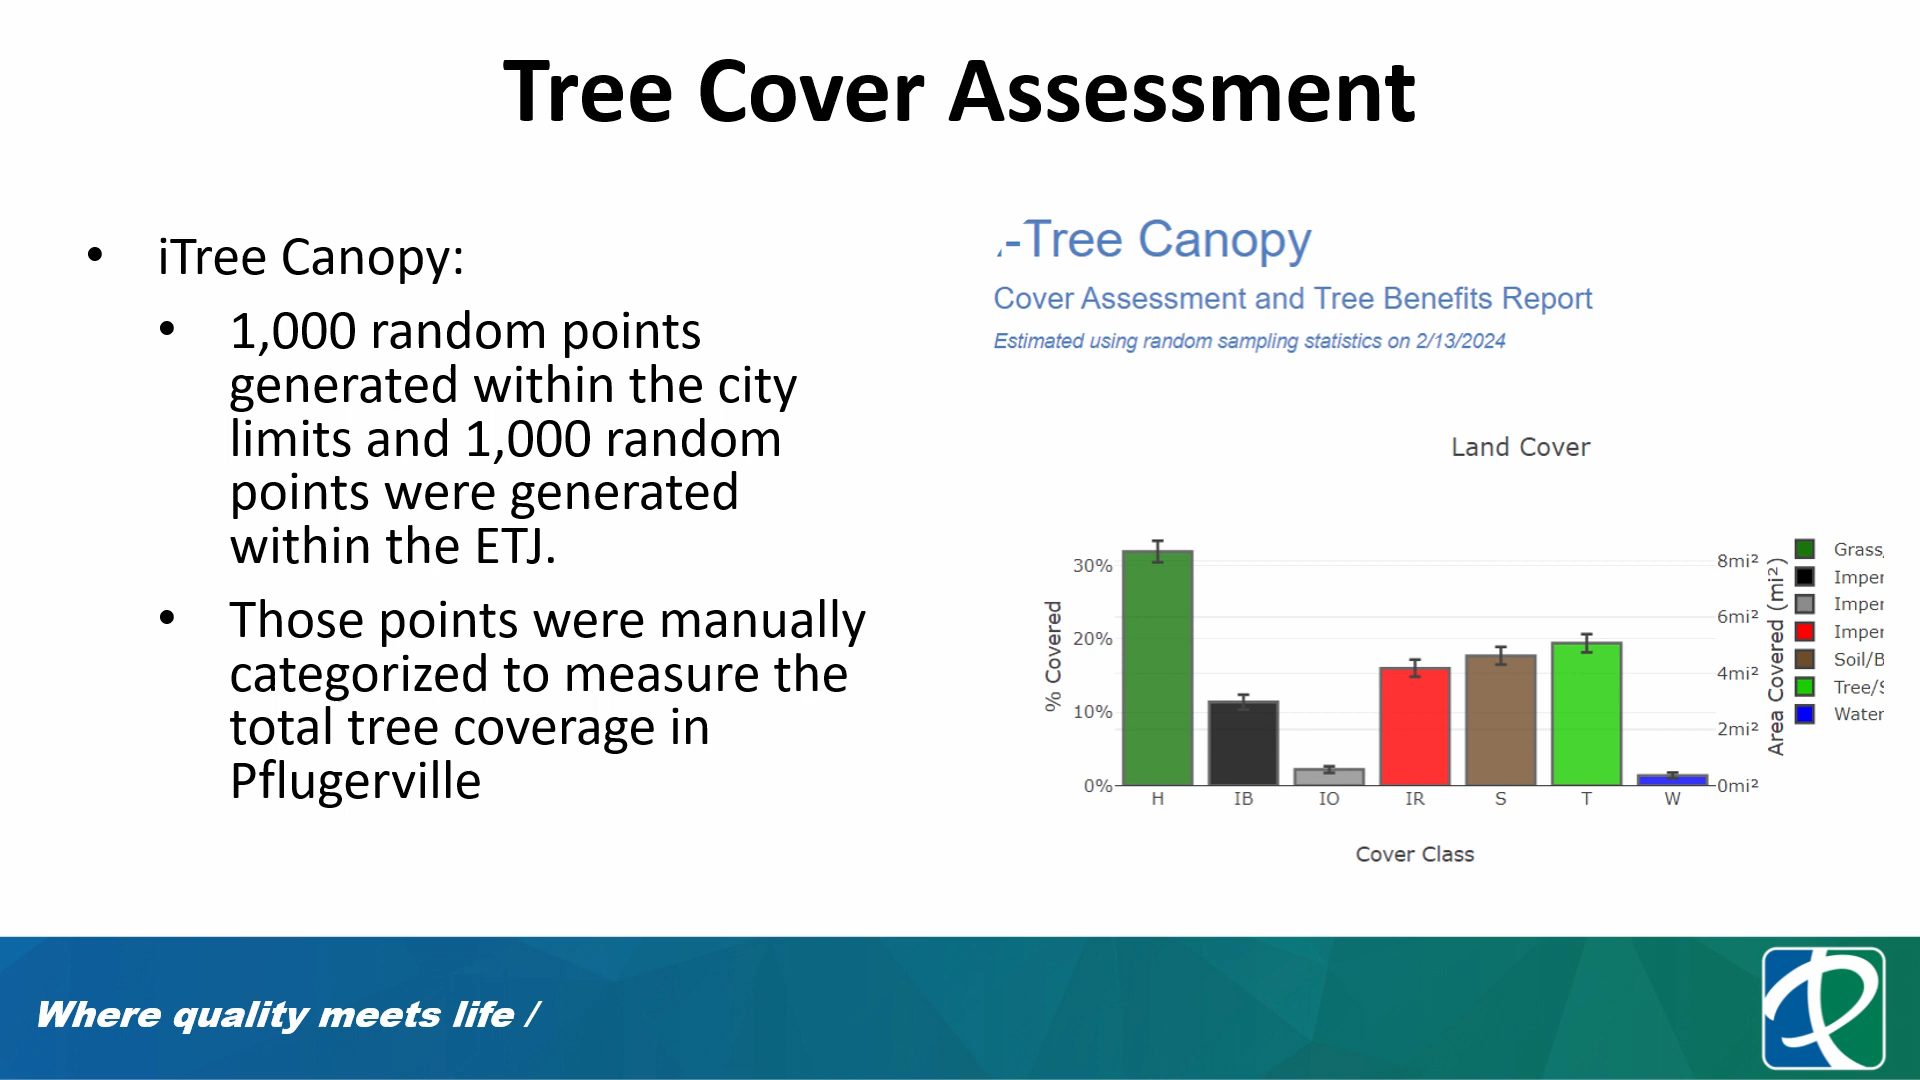 Tree Cover Assessment
• iTree Canopy:
• 1,000 random points
generated within the city
limits and 1,000 random
points were generated
within the ETJ.
• Those points were manually
categorized to measure the
total tree coverage in
Pflugerville
-Tree Canopy
Cover Assessment and Tree Benefits Report
Estimated using random sampling statistics on 2/13/2024
Land Cover
% Covered
30%
20%
10%
0%
H IB IO IR S T W
Cover Class
8mi²
6mi²
4mi²
2mi²
0mi²
Area Covered (mi²)
Grass
Imper
Imper
Imper
Soil/B
Tree/S
Water
Where quality meets life /